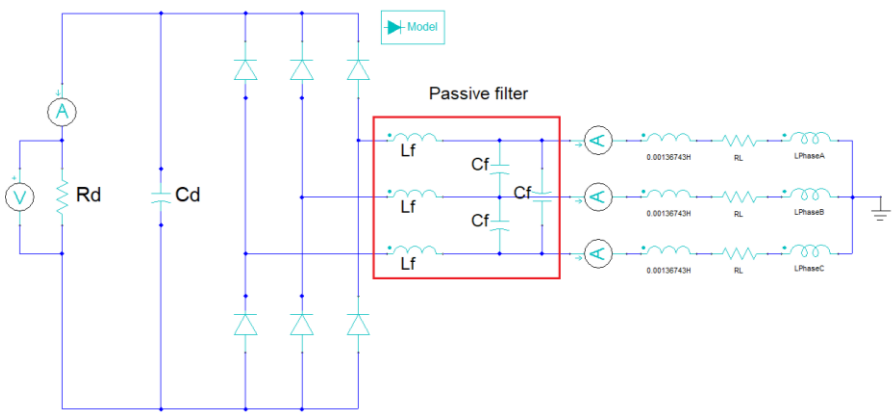 Model
Passive filter
A
Lf
Cf
A
0.00136743H
RL
LPhaseA
V
Rd
Cd
Lf
Cf
Cf
A
0.00136743H
RL
LPhaseB
Lf
A
0.00136743H
RL
LPhaseC